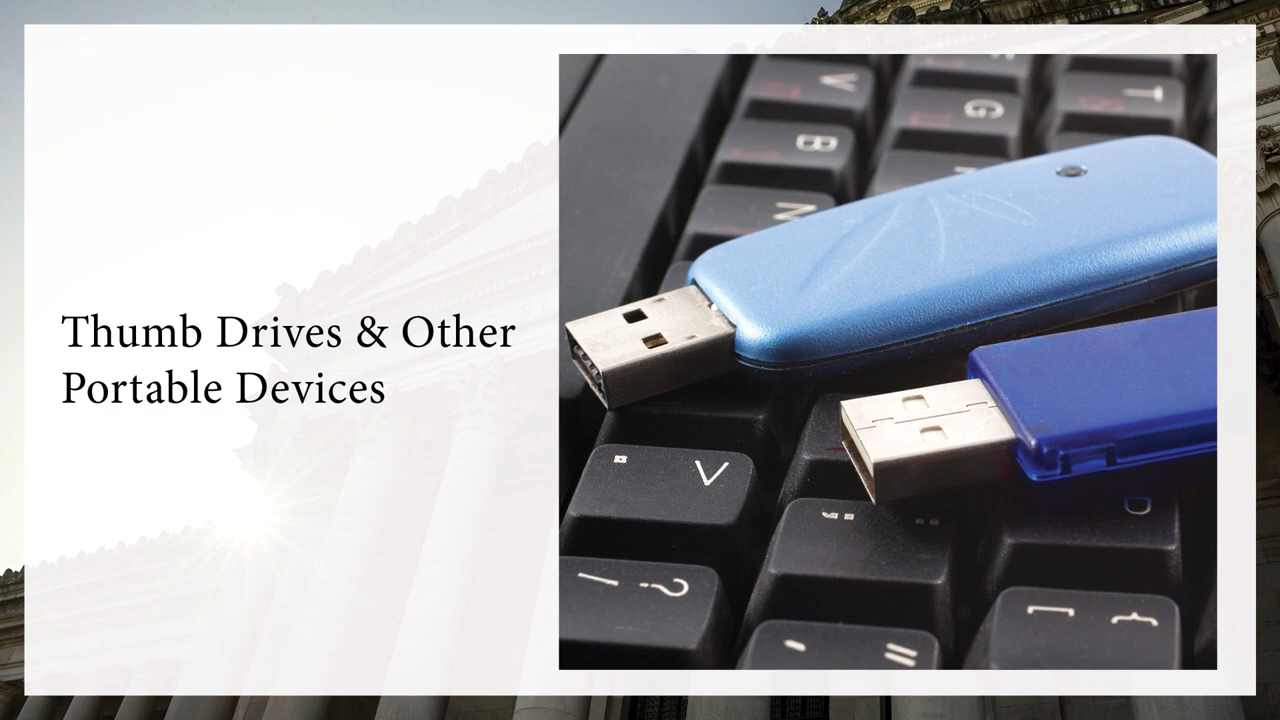 Thumb Drives & Other
Portable Devices
V
G
T
B
N
. >
; :
/ ?
[ {
' "